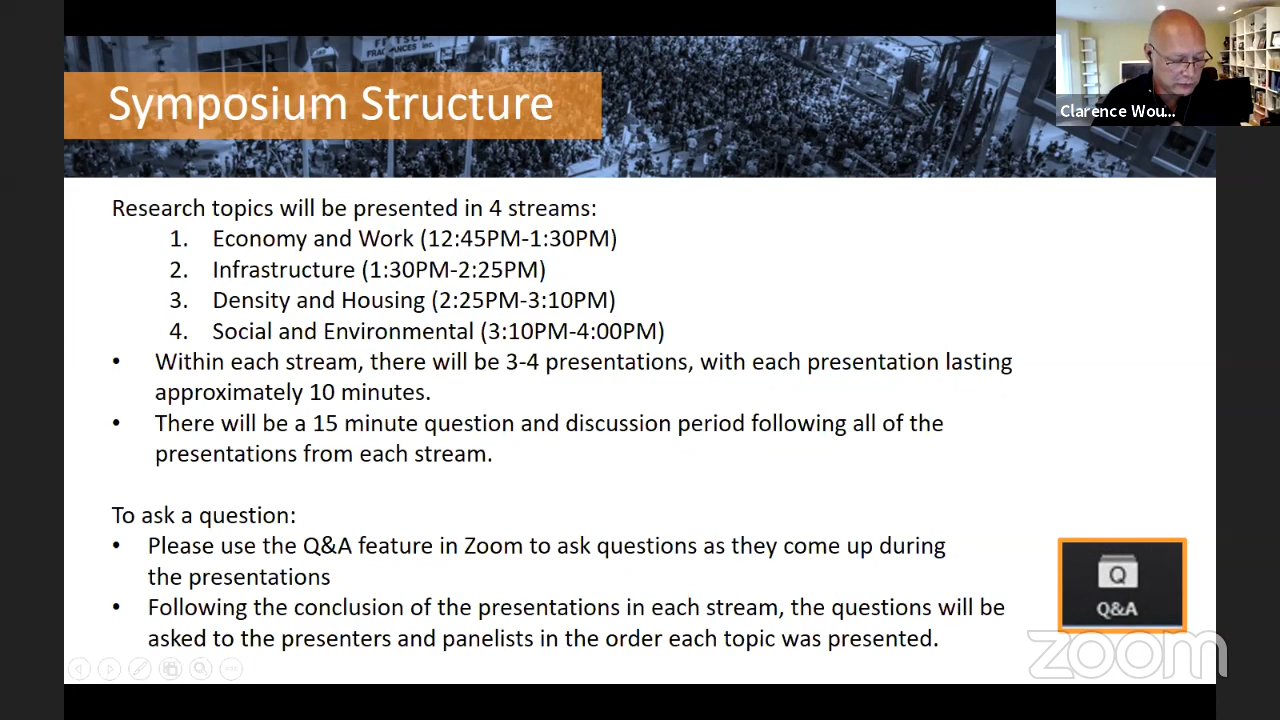 FRAGRANCES Inc.
Symposium Structure
Clarence Wou...
Research topics will be presented in 4 streams:
1. Economy and Work (12:45PM-1:30PM)
2. Infrastructure (1:30PM-2:25PM)
3. Density and Housing (2:25PM-3:10PM)
4. Social and Environmental (3:10PM-4:00PM)
• Within each stream, there will be 3-4 presentations, with each presentation lasting
approximately 10 minutes.
• There will be a 15 minute question and discussion period following all of the
presentations from each stream.
To ask a question:
• Please use the Q&A feature in Zoom to ask questions as they come up during
the presentations
• Following the conclusion of the presentations in each stream, the questions will be
asked to the presenters and panelists in the order each topic was presented.
Q
Q&A
zoom